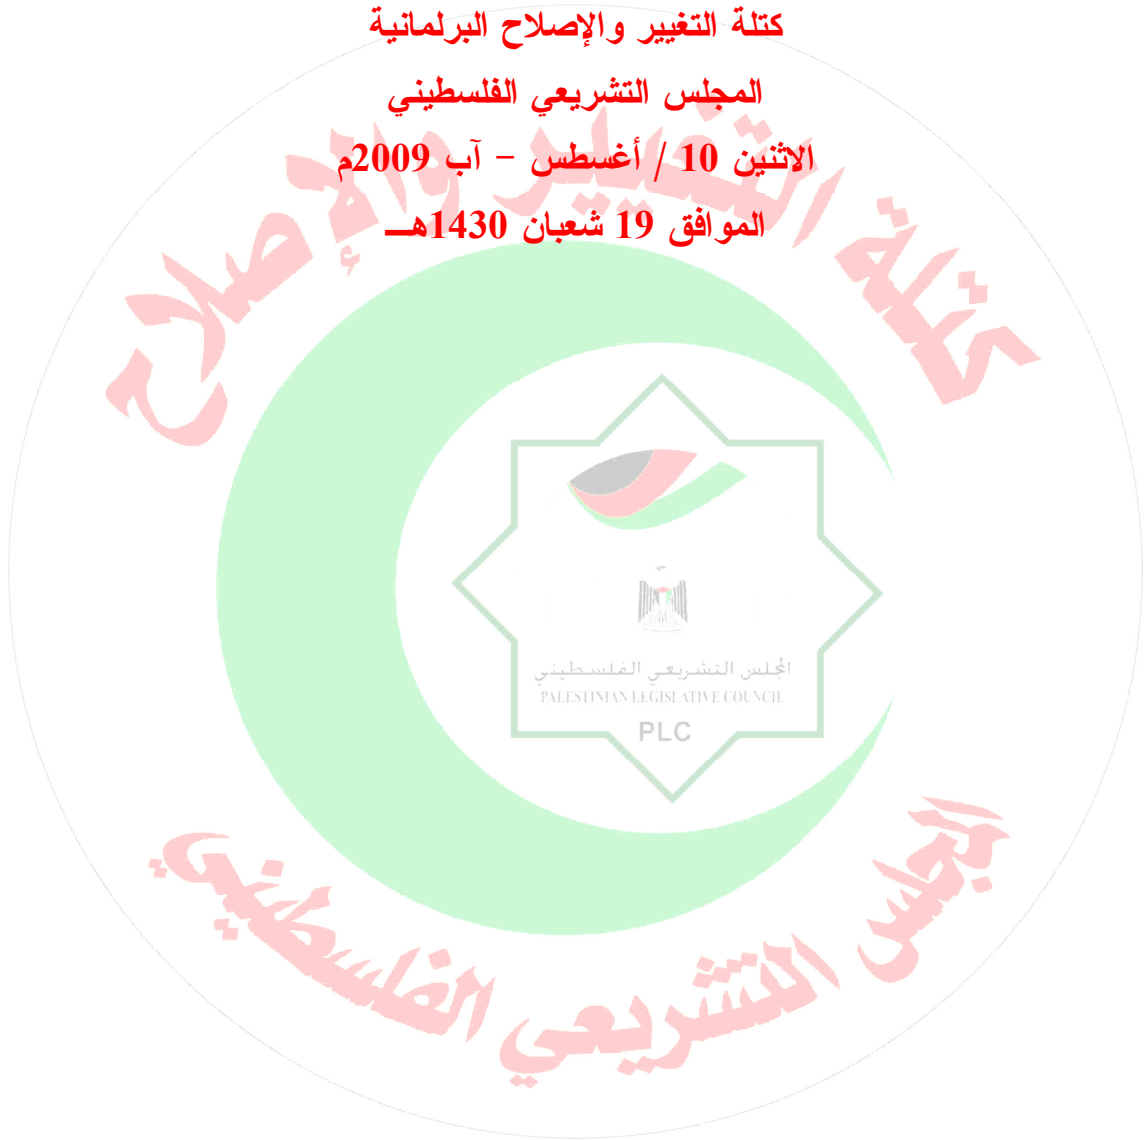 كتلة التغيير والإصلاح البرلمانية
المجلس التشريعي الفلسطيني
الاثنين 10 / أغسطس - آب 2009م
الموافق 19 شعبان 1430هـــ
كتلة التغيير والإصلاح
المجلس التشريعي الفلسطيني
PALESTINIAN LEGISLATIVE COUNCIL
PLC
المجلس التشريعي الفلسطيني